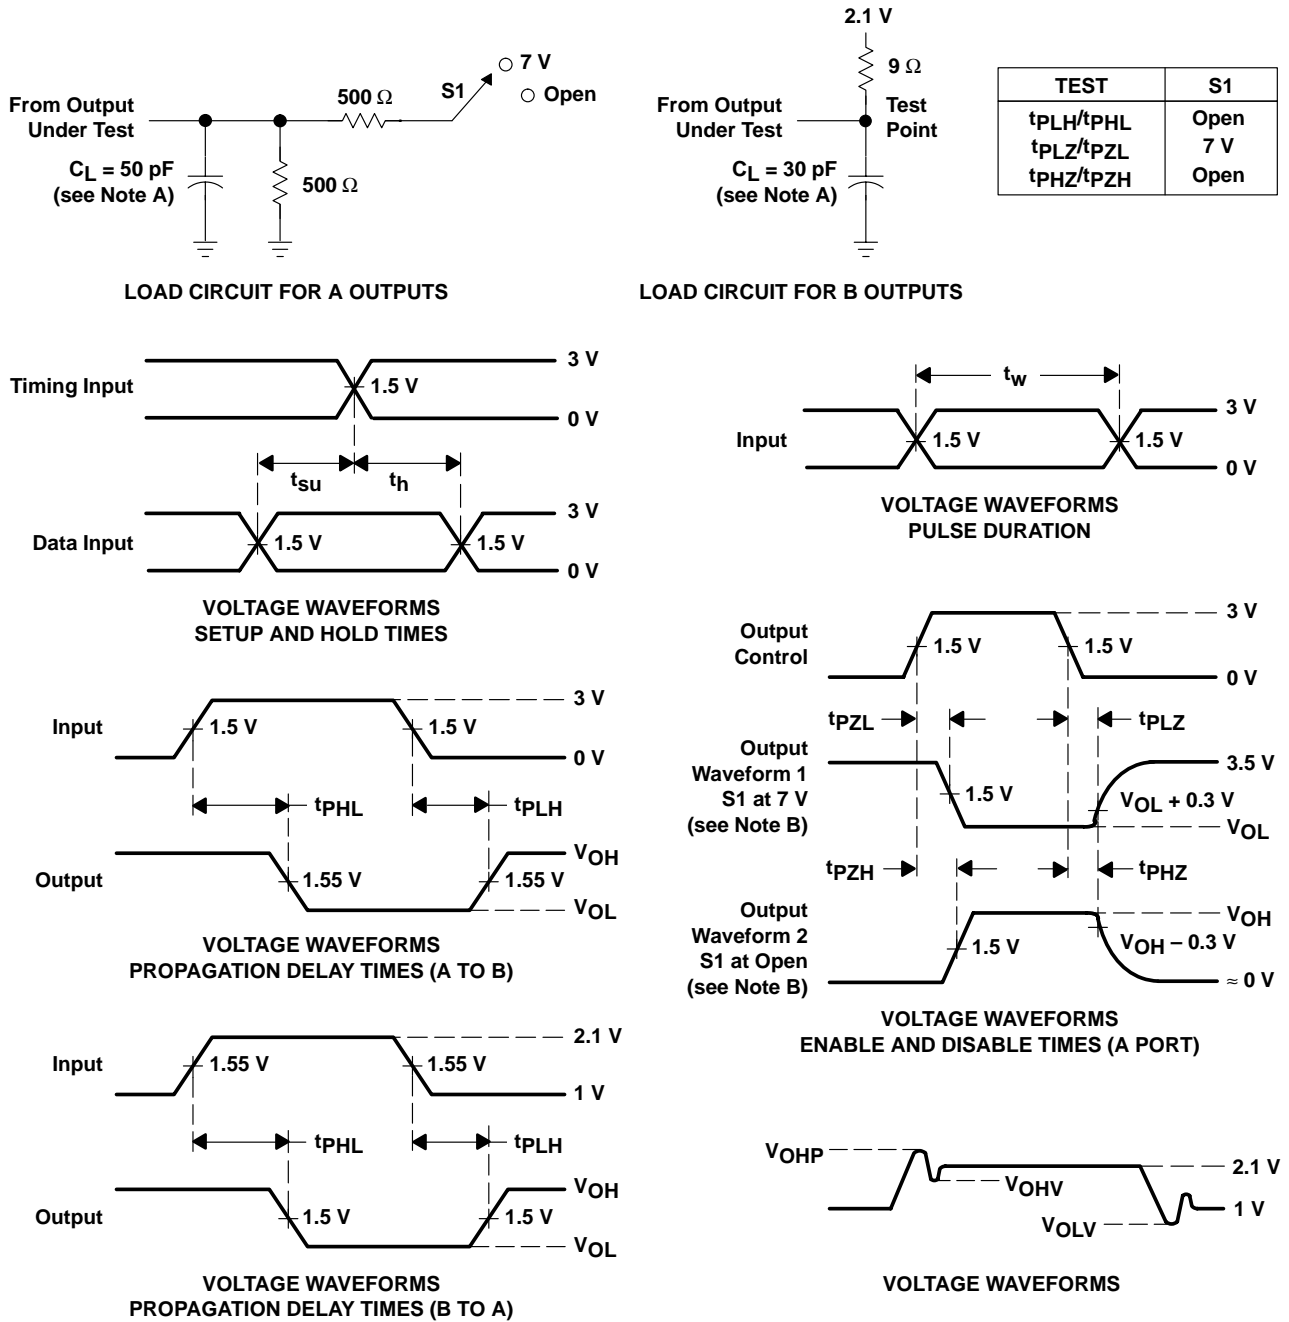 2.1 V
7 V
9 Ω
S1
Open
500 Ω
From Output
Under Test
CL = 50 pF
(see Note A)
500 Ω
From Output
Under Test
Test
Point
CL = 30 pF
(see Note A)
TEST S1
tPLH/tPHL Open
tPLZ/tPZL 7 V
tPHZ/tPZH Open
LOAD CIRCUIT FOR A OUTPUTS
LOAD CIRCUIT FOR B OUTPUTS
3 V
Timing Input
1.5 V
0 V
tsu
th
3 V
Data Input
1.5 V
1.5 V
0 V
VOLTAGE WAVEFORMS
SETUP AND HOLD TIMES
tw
3 V
Input
1.5 V
1.5 V
0 V
VOLTAGE WAVEFORMS
PULSE DURATION
3 V
Input
1.5 V
1.5 V
0 V
tPHL
tPLH
VOH
Output
1.55 V
1.55 V
VOL
VOLTAGE WAVEFORMS
PROPAGATION DELAY TIMES (A TO B)
3 V
Output
Control
1.5 V
1.5 V
0 V
tPZL
tPLZ
Output
Waveform 1
S1 at 7 V
(see Note B)
3.5 V
1.5 V
VOL + 0.3 V
VOL
tPZH
tPHZ
Output
Waveform 2
S1 at Open
(see Note B)
VOH
1.5 V
VOH − 0.3 V
≈ 0 V
VOLTAGE WAVEFORMS
ENABLE AND DISABLE TIMES (A PORT)
2.1 V
Input
1.55 V
1.55 V
1 V
tPHL
tPLH
VOH
Output
1.5 V
1.5 V
VOL
VOLTAGE WAVEFORMS
PROPAGATION DELAY TIMES (B TO A)
VOHP
2.1 V
VOHV
1 V
VOLV
VOLTAGE WAVEFORMS